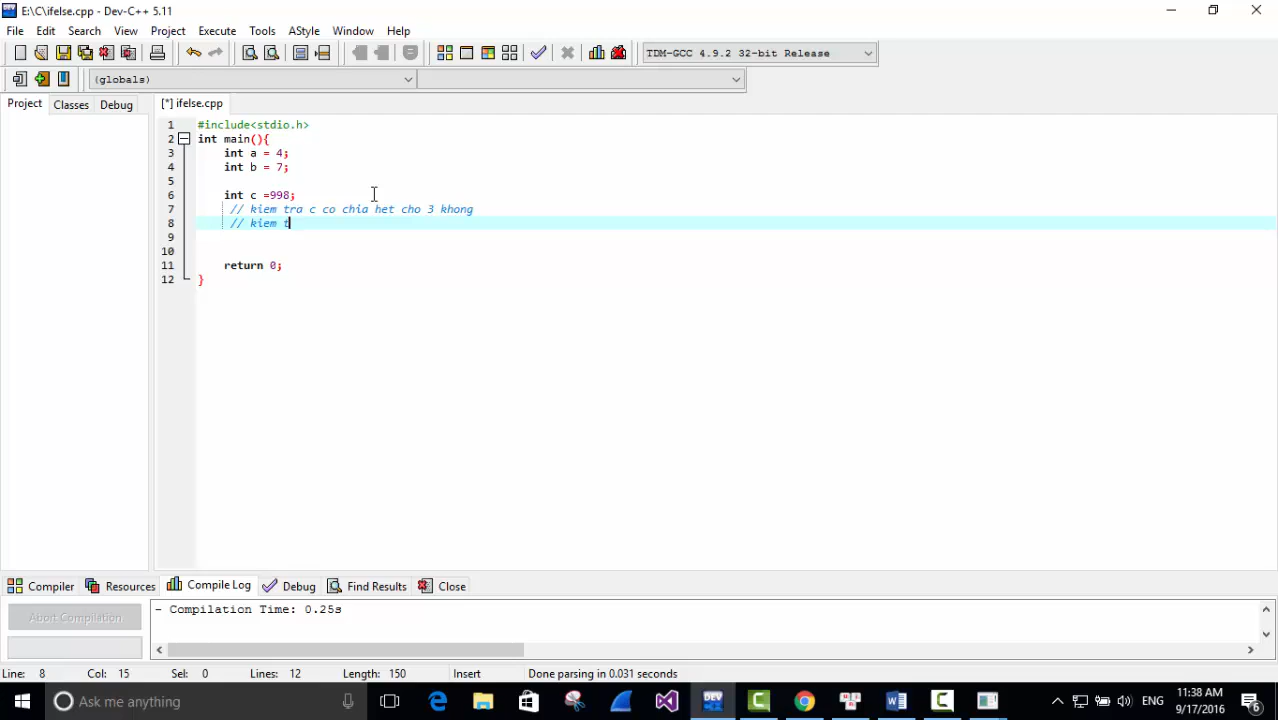 E:\C\ifelse.cpp - Dev-C++ 5.11
File Edit Search View Project Execute Tools AStyle Window Help
TDM-GCC 4.9.2 32-bit Release
(globals)
Project Classes Debug [*] ifelse.cpp
1 #include<stdio.h>
2 int main(){
3 int a = 4;
4 int b = 7;
5
6 int c =998;
7 // kiem tra c co chia het cho 3 khong
8 // kiem t
9
10
11 return 0;
12 }
Compiler Resources Compile Log Debug Find Results Close
Abort Compilation
- Compilation Time: 0.25s
Line: 8 Col: 15 Sel: 0 Lines: 12 Length: 150 Insert Done parsing in 0.031 seconds
Ask me anything
DEV
ENG
11:38 AM
9/17/2016
6